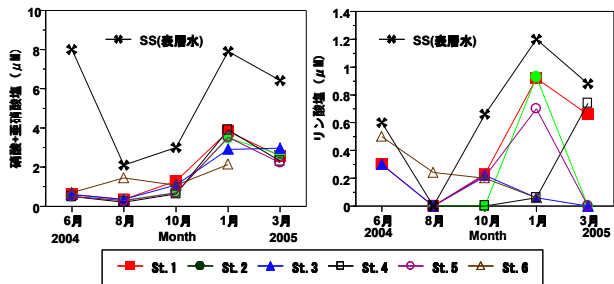 硝酸+亜硝酸塩 (μM)
10
8
6
4
2
0
SS(表層水)
6月
8月
10月
1月
3月
2004
Month
2005
リン酸塩 (μM)
1.4
1.2
1
0.8
0.6
0.4
0.2
0
SS(表層水)
6月
8月
10月
1月
3月
2004
Month
2005
St. 1
St. 2
St. 3
St. 4
St. 5
St. 6